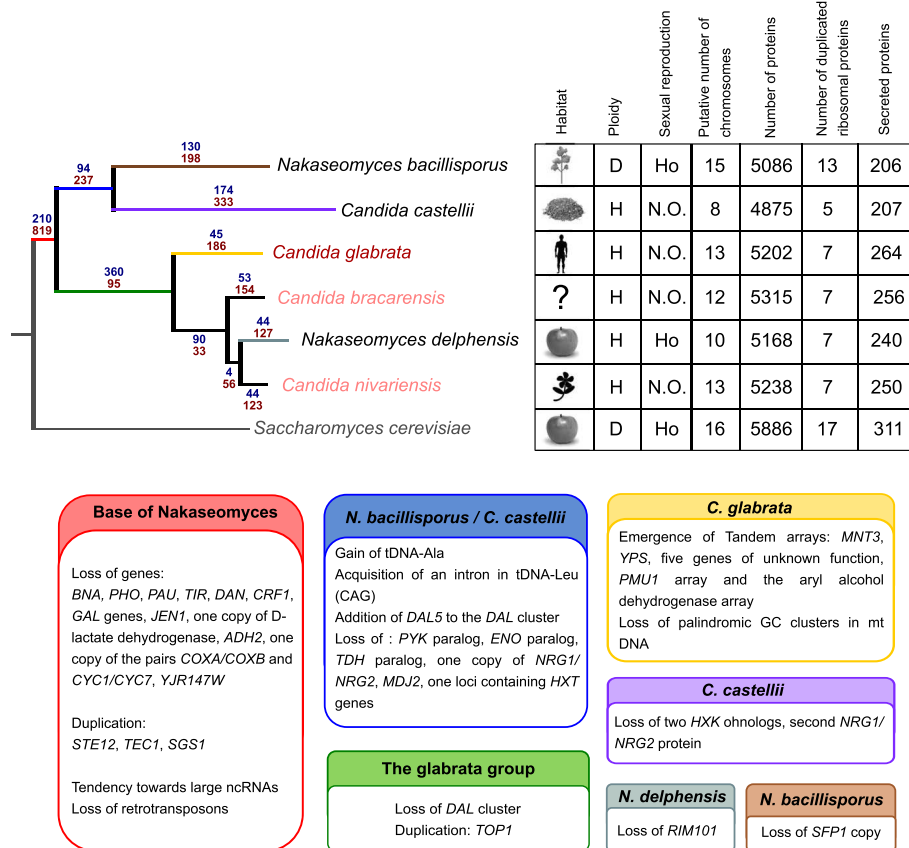 Habitat
Ploidy
Sexual reproduction
Putative number of
chromosomes
Number of proteins
Number of duplicated
ribosomal proteins
Secreted proteins
130
198
Nakaseomyces bacillisporus
D Ho 15 5086 13 206
94
237
174
333
Candida castellii
H N.O. 8 4875 5 207
210
819
45
186
Candida glabrata
H N.O. 13 5202 7 264
360
95
53
154
Candida bracarensis
? H N.O. 12 5315 7 256
44
127
Nakaseomyces delphensis
H Ho 10 5168 7 240
90
33
4
56
Candida nivariensis
H N.O. 13 5238 7 250
44
123
Saccharomyces cerevisiae
D Ho 16 5886 17 311
Base of Nakaseomyces
Loss of genes:
BNA, PHO, PAU, TIR, DAN, CRF1,
GAL genes, JEN1, one copy of D-
lactate dehydrogenase, ADH2, one
copy of the pairs COXA/COXB and
CYC1/CYC7, YJR147W
Duplication:
STE12, TEC1, SGS1
Tendency towards large ncRNAs
Loss of retrotransposons
N. bacillisporus / C. castellii
Gain of tDNA-Ala
Acquisition of an intron in tDNA-Leu
(CAG)
Addition of DAL5 to the DAL cluster
Loss of : PYK paralog, ENO paralog,
TDH paralog, one copy of NRG1/
NRG2, MDJ2, one loci containing HXT
genes
The glabrata group
Loss of DAL cluster
Duplication: TOP1
C. glabrata
Emergence of Tandem arrays: MNT3,
YPS, five genes of unknown function,
PMU1 array and the aryl alcohol
dehydrogenase array
Loss of palindromic GC clusters in mt
DNA
C. castellii
Loss of two HXK ohnologs, second NRG1/
NRG2 protein
N. delphensis
Loss of RIM101
N. bacillisporus
Loss of SFP1 copy